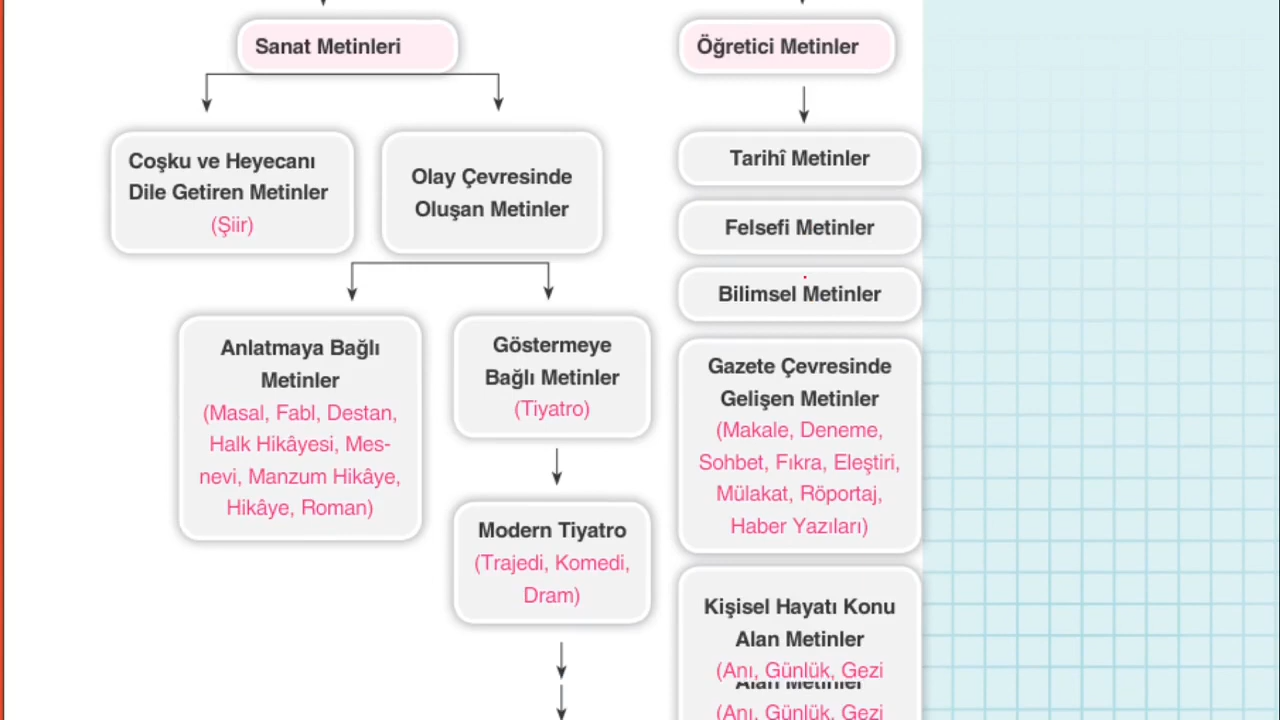 Sanat Metinleri
Coşku ve Heyecanı
Dile Getiren Metinler
(Şiir)
Olay Çevresinde
Oluşan Metinler
Anlatmaya Bağlı
Metinler
(Masal, Fabl, Destan,
Halk Hikâyesi, Mes-
nevi, Manzum Hikâye,
Hikâye, Roman)
Göstermeye
Bağlı Metinler
(Tiyatro)
Modern Tiyatro
(Trajedi, Komedi,
Dram)
Öğretici Metinler
Tarihî Metinler
Felsefi Metinler
Bilimsel Metinler
Gazete Çevresinde
Gelişen Metinler
(Makale, Deneme,
Sohbet, Fıkra, Eleştiri,
Mülakat, Röportaj,
Haber Yazıları)
Kişisel Hayatı Konu
Alan Metinler
(Anı, Günlük, Gezi
Alan Metinler
(Anı, Günlük, Gezi